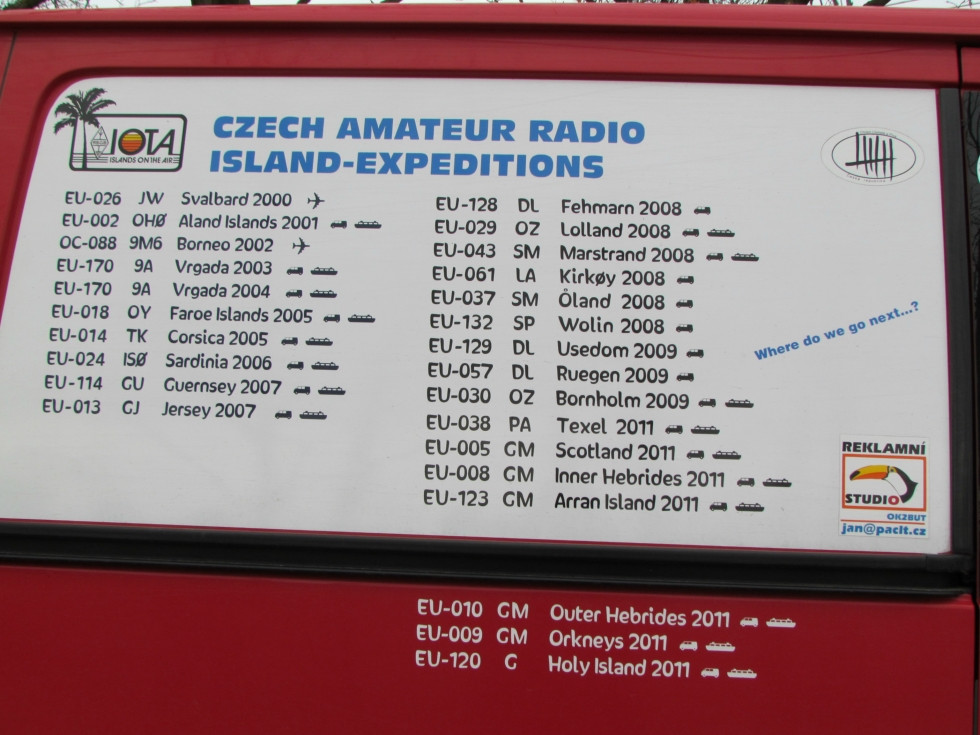 IOTA
ISLANDS ON THE AIR
CZECH AMATEUR RADIO
ISLAND-EXPEDITIONS
EU-026 JW Svalbard 2000
EU-002 OHØ Aland Islands 2001
OC-088 9M6 Borneo 2002
EU-170 9A Vrgada 2003
EU-170 9A Vrgada 2004
EU-018 OY Faroe Islands 2005
EU-014 TK Corsica 2005
EU-024 ISØ Sardinia 2006
EU-114 GU Guernsey 2007
EU-013 GJ Jersey 2007
EU-128 DL Fehmarn 2008
EU-029 OZ Lolland 2008
EU-043 SM Marstrand 2008
EU-061 LA Kirkøy 2008
EU-037 SM Öland 2008
EU-132 SP Wolin 2008
EU-129 DL Usedom 2009
EU-057 DL Ruegen 2009
EU-030 OZ Bornholm 2009
EU-038 PA Texel 2011
EU-005 GM Scotland 2011
EU-008 GM Inner Hebrides 2011
EU-123 GM Arran Island 2011
Where do we go next...?
REKLAMNÍ
STUDIO
OK2BUT
jan@paclt.cz
EU-010 GM Outer Hebrides 2011
EU-009 GM Orkneys 2011
EU-120 G Holy Island 2011